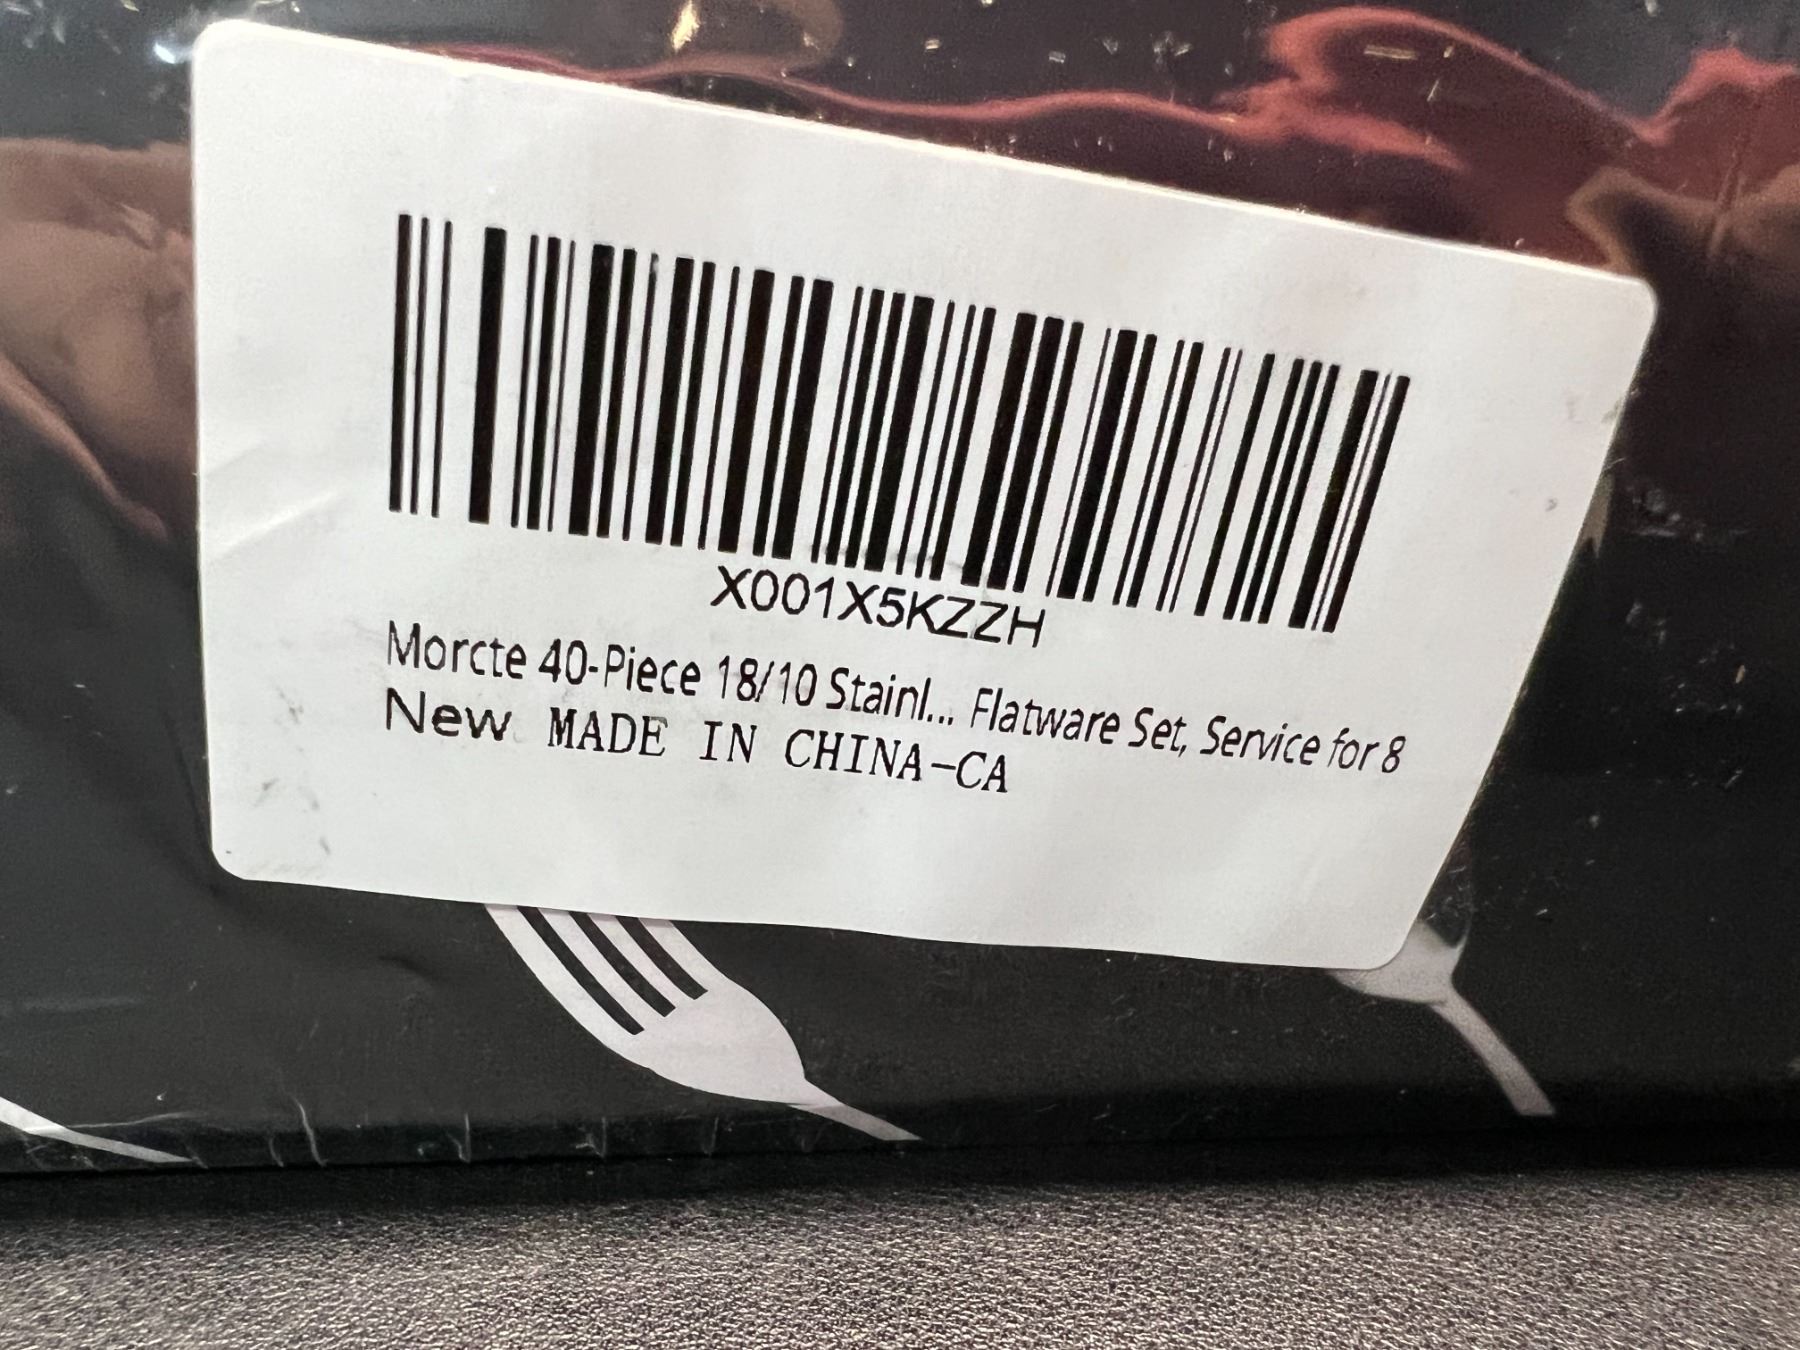 X001X5KZZH
Morcte 40-Piece 18/10 Stainl... Flatware Set, Service for 8
New MADE IN CHINA-CA